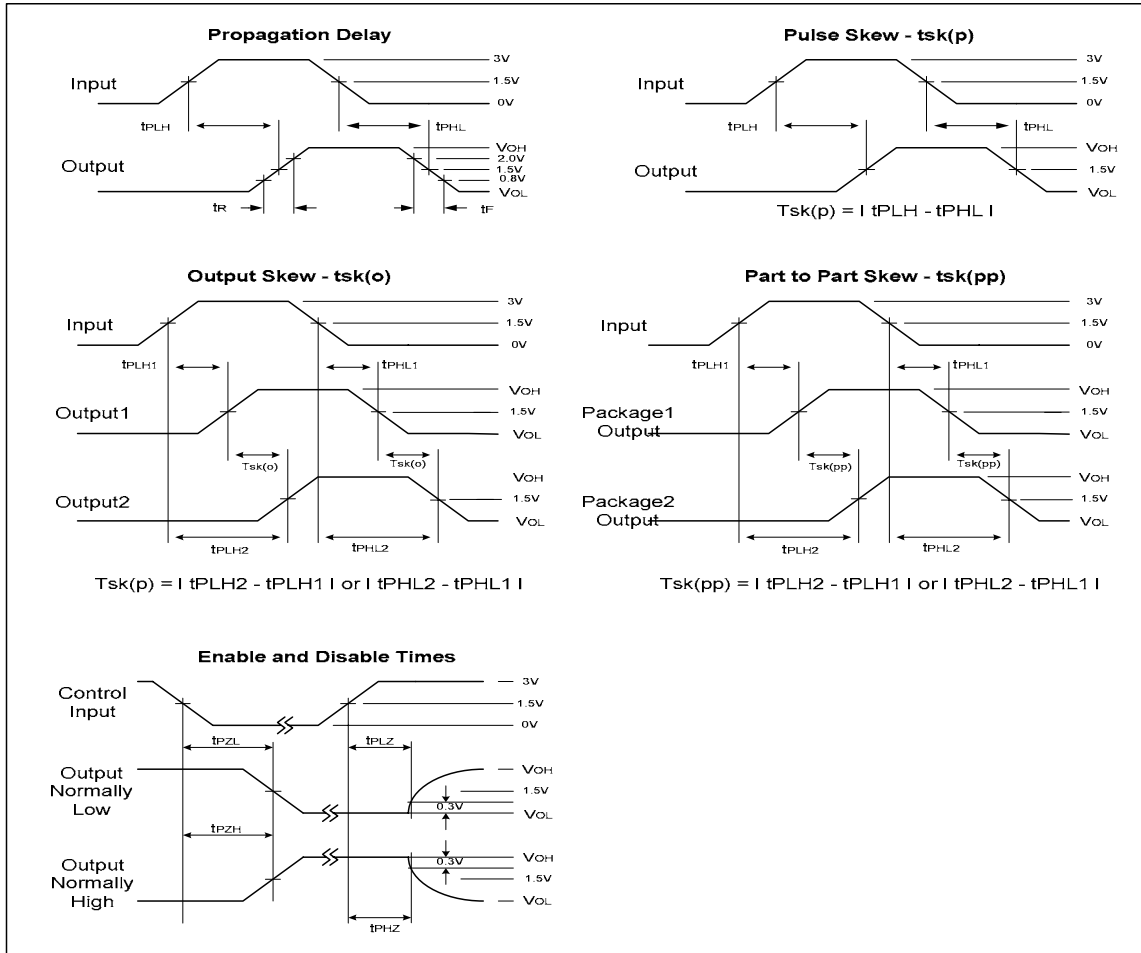 Propagation Delay
Input
3V
1.5V
0V
tPLH
tPHL
Output
VOH
2.0V
1.5V
0.8V
VOL
tR
tF
Pulse Skew - tsk(p)
Input
3V
1.5V
0V
tPLH
tPHL
Output
VOH
1.5V
VOL
Tsk(p) = I tPLH - tPHL I
Output Skew - tsk(o)
Input
3V
1.5V
0V
tPLH1
tPHL1
Output1
VOH
1.5V
VOL
Tsk(o)
Tsk(o)
Output2
VOH
1.5V
VOL
tPLH2
tPHL2
Tsk(p) = I tPLH2 - tPLH1 I or I tPHL2 - tPHL1 I
Part to Part Skew - tsk(pp)
Input
3V
1.5V
0V
tPLH1
tPHL1
Package1
Output
VOH
1.5V
VOL
Tsk(pp)
Tsk(pp)
Package2
Output
VOH
1.5V
VOL
tPLH2
tPHL2
Tsk(pp) = I tPLH2 - tPLH1 I or I tPHL2 - tPHL1 I
Enable and Disable Times
Control
Input
3V
1.5V
0V
tPZL
tPLZ
Output
Normally
Low
VOH
1.5V
0.3V
VOL
tPZH
Output
Normally
High
VOH
0.3V
1.5V
VOL
tPHZ